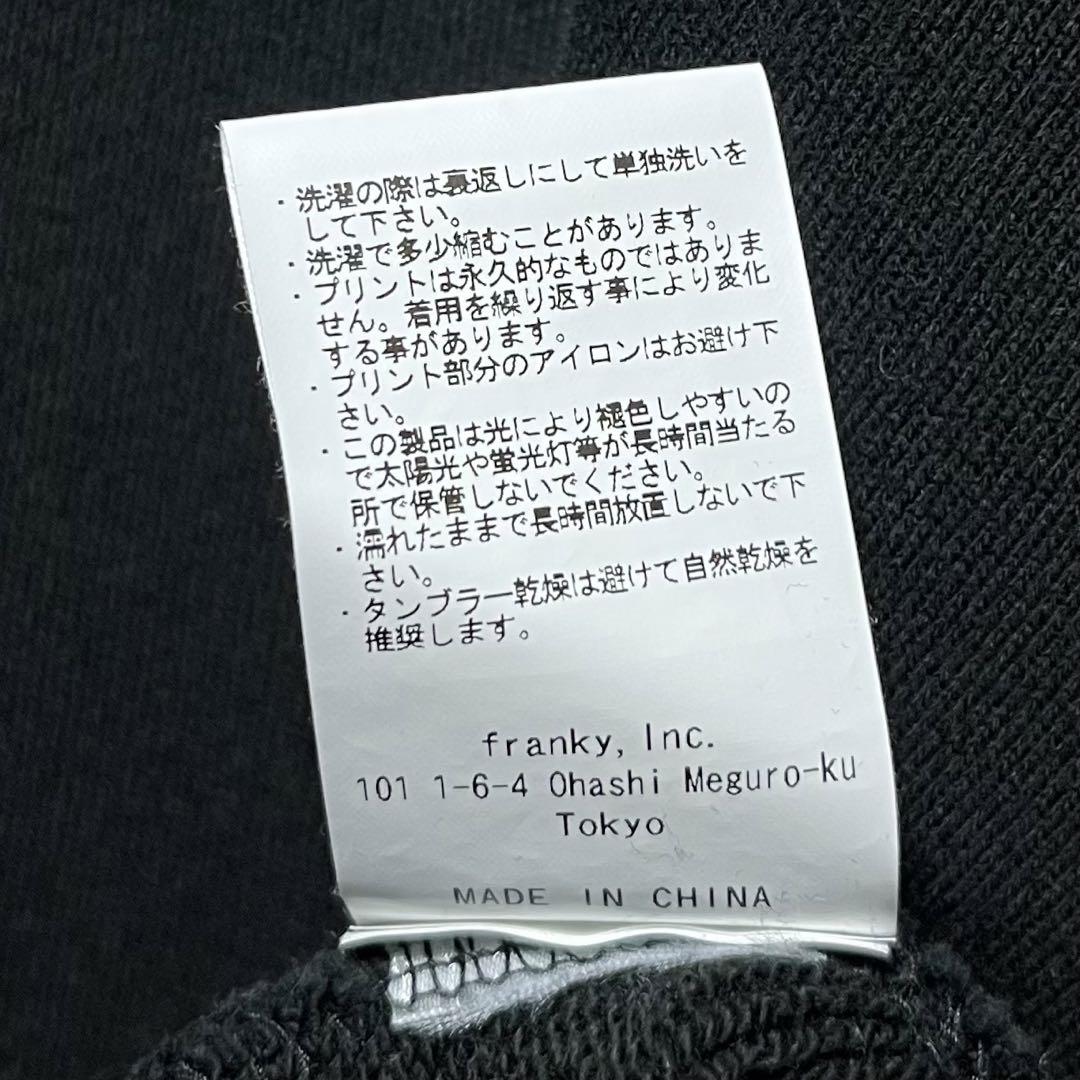 ・洗濯の際は裏返しにして単独洗いを
して下さい。
・洗濯で多少縮むことがあります。
・プリントは永久的なものではありま
せん。着用を繰り返す事により変化
する事があります。
・プリント部分のアイロンはお避け下
さい。
・この製品は光により褪色しやすいの
で太陽光や蛍光灯等が長時間当たる
所で保管しないでください。
・濡れたままで長時間放置しないで下
さい。
・タンブラー乾燥は避けて自然乾燥を
推奨します。
franky, Inc.
101 1-6-4 Ohashi Meguro-ku
Tokyo
MADE IN CHINA